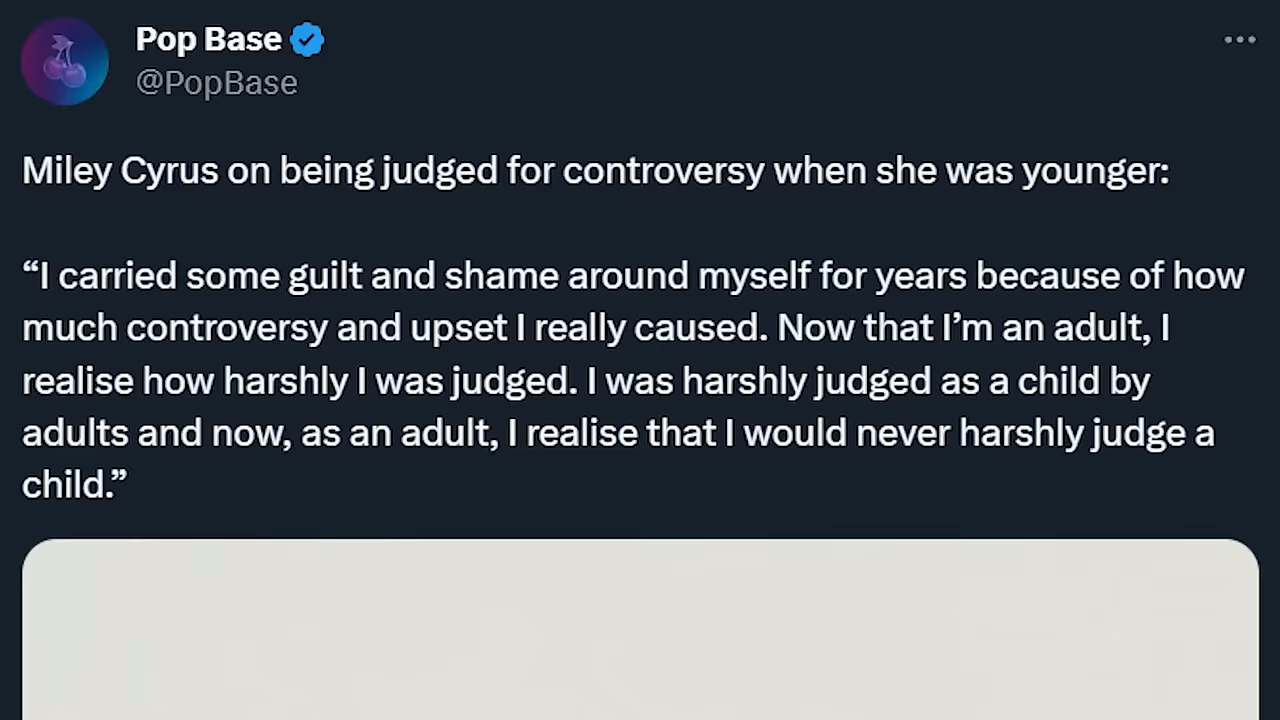 Pop Base
@PopBase
Miley Cyrus on being judged for controversy when she was younger:
“I carried some guilt and shame around myself for years because of how
much controversy and upset I really caused. Now that I’m an adult, I
realise how harshly I was judged. I was harshly judged as a child by
adults and now, as an adult, I realise that I would never harshly judge a
child.”